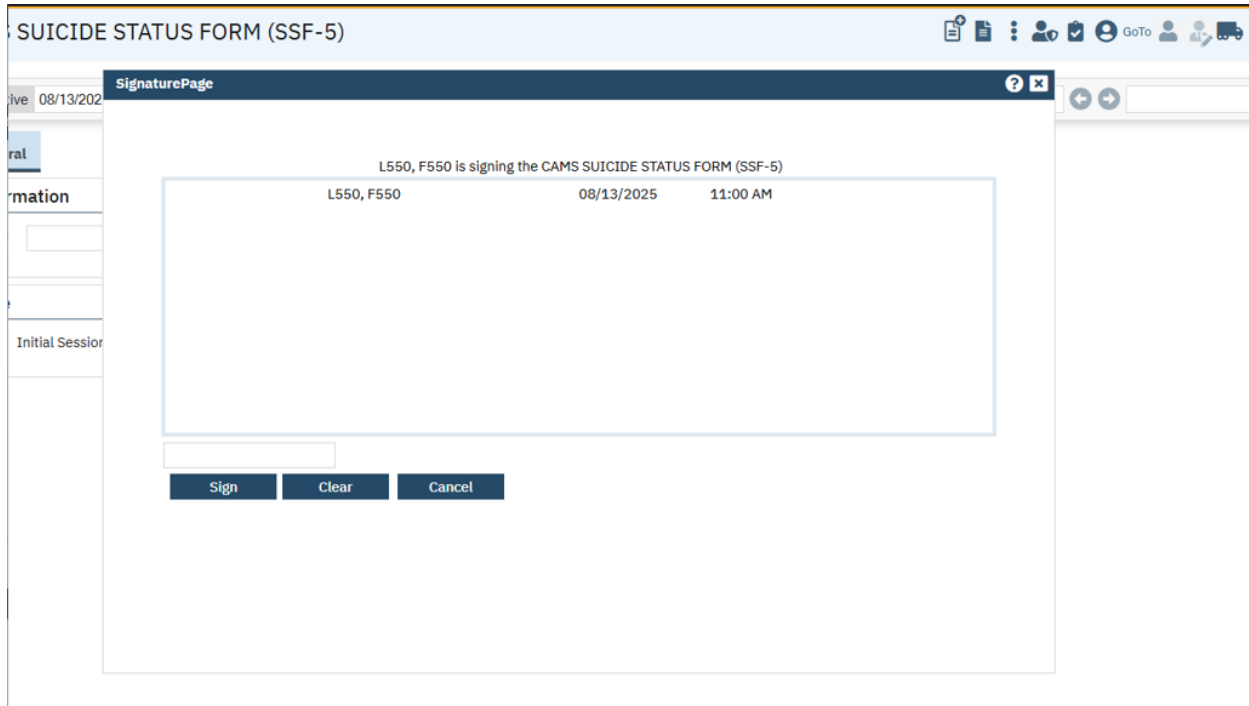 SUICIDE STATUS FORM (SSF-5)
GoTo
SignaturePage
tive 08/13/202
ral
L550, F550 is signing the CAMS SUICIDE STATUS FORM (SSF-5)
rmation
L550, F550 08/13/2025 11:00 AM
Initial Session
Sign Clear Cancel